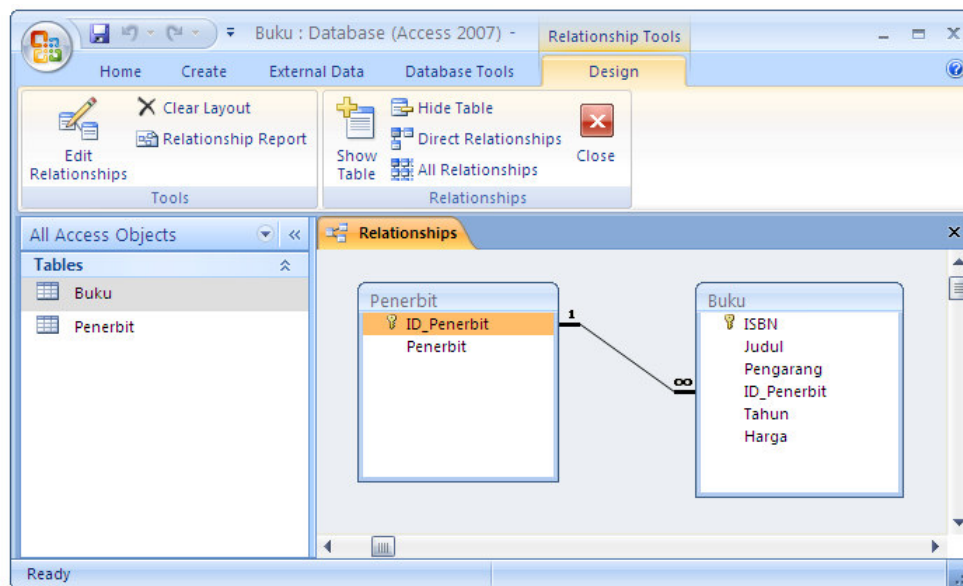 Buku : Database (Access 2007) -
Relationship Tools
Home Create External Data Database Tools Design
Edit Relationships
Clear Layout
Relationship Report
Tools
Show Table
Hide Table
Direct Relationships
All Relationships
Close
Relationships
All Access Objects
Relationships
Tables
Buku
Penerbit
Penerbit
ID_Penerbit
Penerbit
1
∞
Buku
ISBN
Judul
Pengarang
ID_Penerbit
Tahun
Harga
Ready